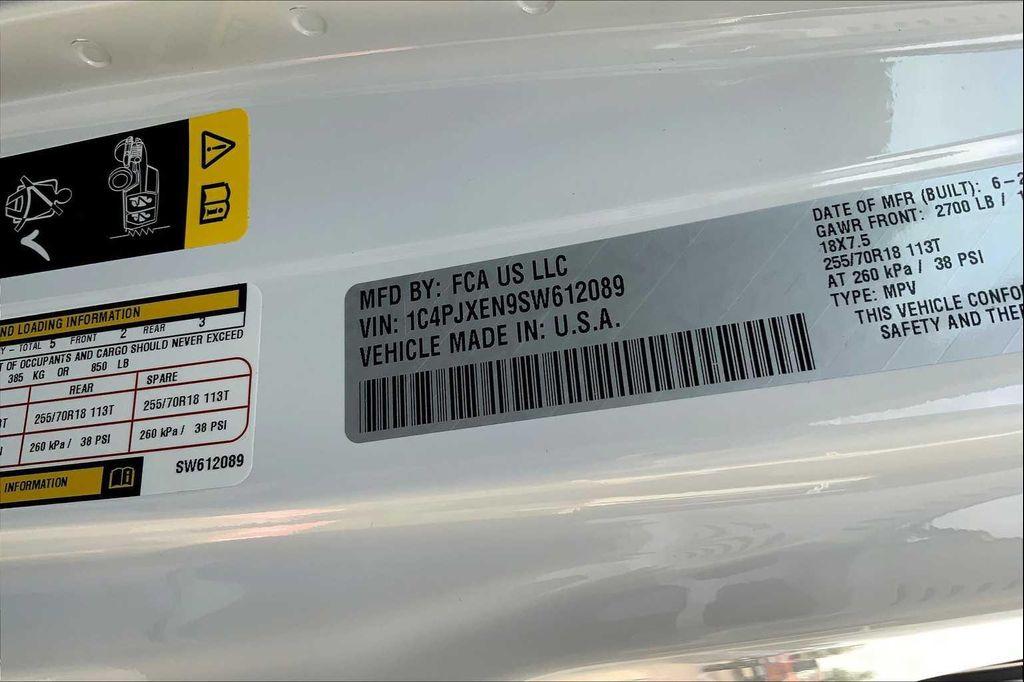 ND LOADING INFORMATION
Y - TOTAL 5 FRONT 2 REAR 3
T OF OCCUPANTS AND CARGO SHOULD NEVER EXCEED
385 KG OR 850 LB
REAR SPARE
255/70R18 113T 255/70R18 113T
260 kPa / 38 PSI 260 kPa / 38 PSI
SW612089
INFORMATION
MFD BY: FCA US LLC
VIN: 1C4PJXEN9SW612089
VEHICLE MADE IN: U.S.A.
DATE OF MFR (BUILT): 6-2
GAWR FRONT: 2700 LB /
18X7.5
255/70R18 113T
AT 260 kPa / 38 PSI
TYPE: MPV
THIS VEHICLE CONFO
SAFETY AND THE